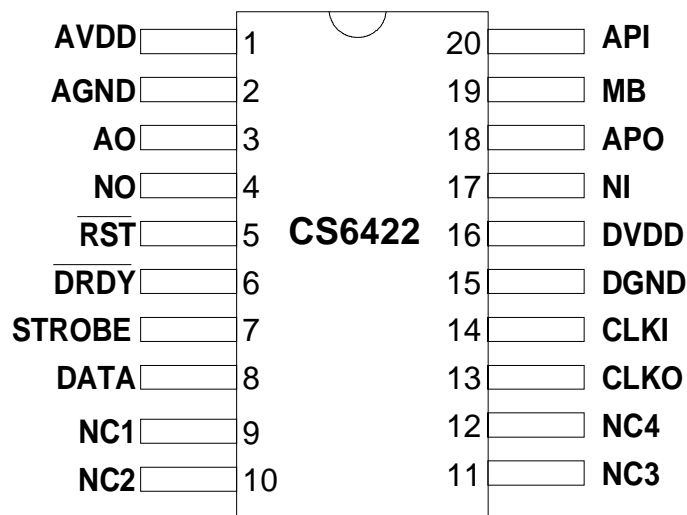 AVDD 1 20 API
AGND 2 19 MB
AO 3 18 APO
NO 4 17 NI
RST 5 CS6422 16 DVDD
DRDY 6 15 DGND
STROBE 7 14 CLKI
DATA 8 13 CLKO
NC1 9 12 NC4
NC2 10 11 NC3